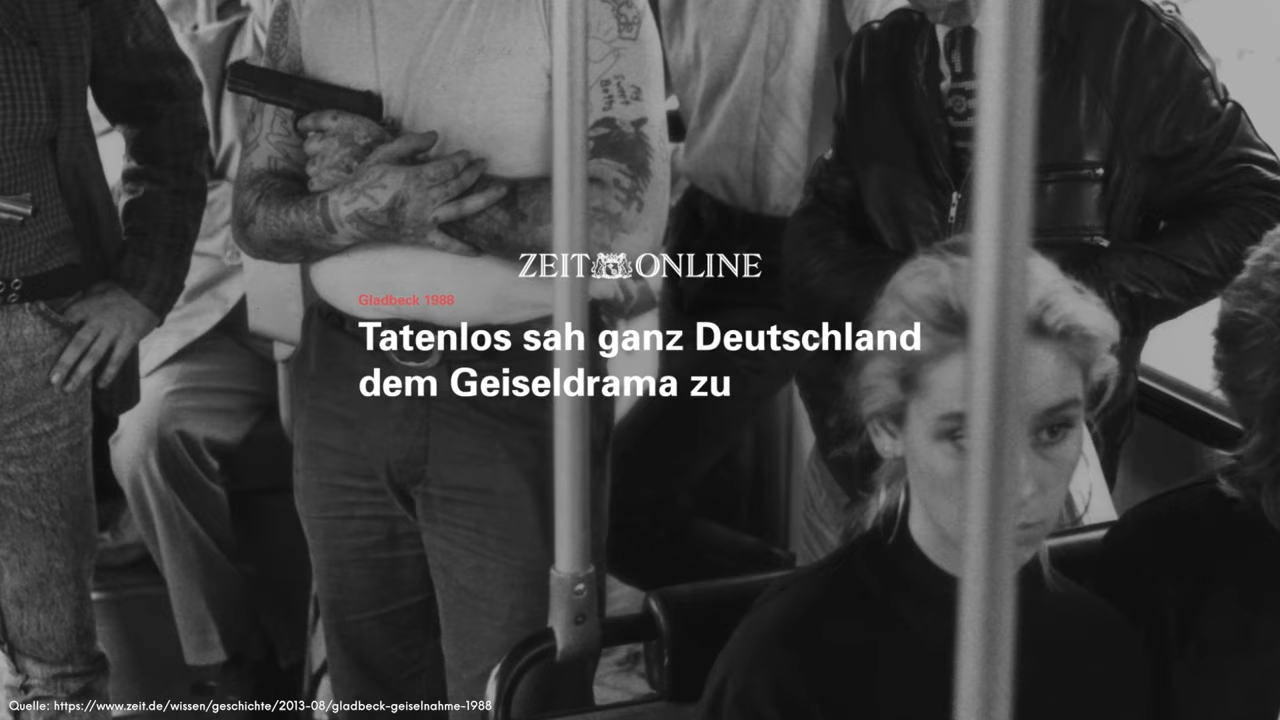 ZEIT ONLINE
Gladbeck 1988
Tatenlos sah ganz Deutschland
dem Geiseldrama zu
Quelle: https://www.zeit.de/wissen/geschichte/2013-08/gladbeck-geiselnahme-1988